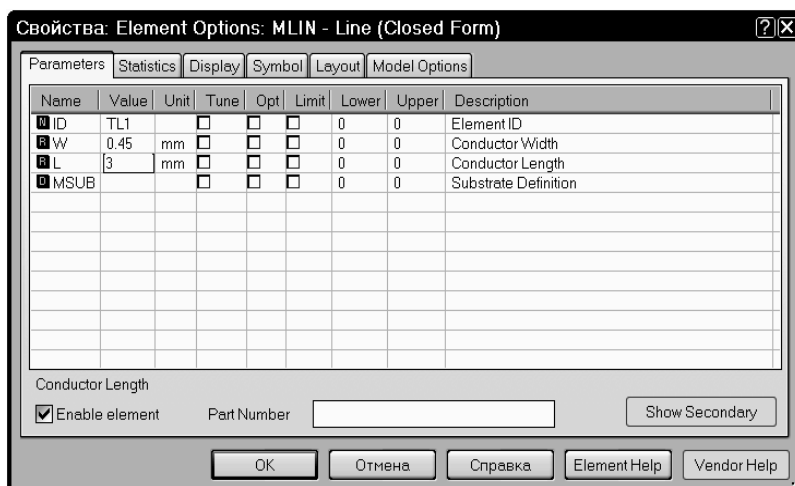 Свойства: Element Options: MLIN - Line (Closed Form)
Parameters Statistics Display Symbol Layout Model Options
Name Value Unit Tune Opt Limit Lower Upper Description
N ID TL1 0 0 Element ID
R W 0.45 mm 0 0 Conductor Width
R L 3 mm 0 0 Conductor Length
D MSUB 0 0 Substrate Definition
Conductor Length
Enable element Part Number Show Secondary
OK Отмена Справка Element Help Vendor Help